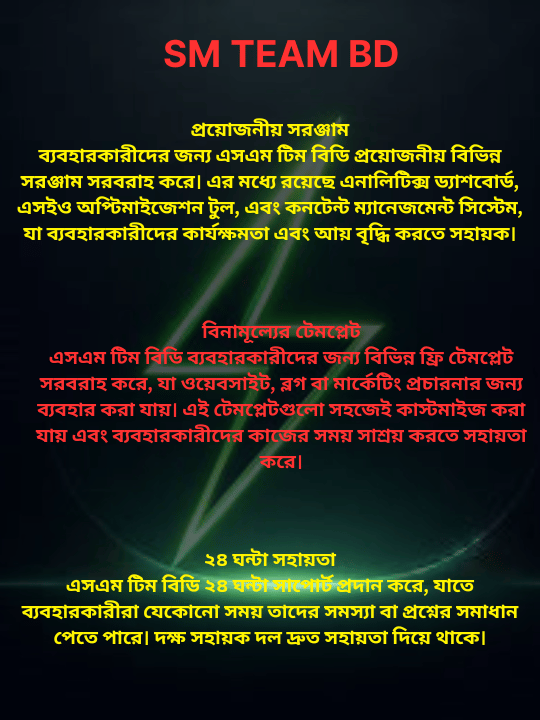 SM TEAM BD
প্রয়োজনীয় সরঞ্জাম
ব্যবহারকারীদের জন্য এসএম টিম বিডি প্রয়োজনীয় বিভিন্ন
সরঞ্জাম সরবরাহ করে। এর মধ্যে রয়েছে এনালিটিক্স ড্যাশবোর্ড,
এসইও অপ্টিমাইজেশন টুল, এবং কনটেন্ট ম্যানেজমেন্ট সিস্টেম,
যা ব্যবহারকারীদের কার্যক্ষমতা এবং আয় বৃদ্ধি করতে সহায়ক।
বিনামূল্যের টেমপ্লেট
এসএম টিম বিডি ব্যবহারকারীদের জন্য বিভিন্ন ফ্রি টেমপ্লেট
সরবরাহ করে, যা ওয়েবসাইট, ব্লগ বা মার্কেটিং প্রচারনার জন্য
ব্যবহার করা যায়। এই টেমপ্লেটগুলো সহজেই কাস্টমাইজ করা
যায় এবং ব্যবহারকারীদের কাজের সময় সাশ্রয় করতে সহায়তা
করে।
২৪ ঘন্টা সহায়তা
এসএম টিম বিডি ২৪ ঘন্টা সাপোর্ট প্রদান করে, যাতে
ব্যবহারকারীরা যেকোনো সময় তাদের সমস্যা বা প্রশ্নের সমাধান
পেতে পারে। দক্ষ সহায়ক দল দ্রুত সহায়তা দিয়ে থাকে।